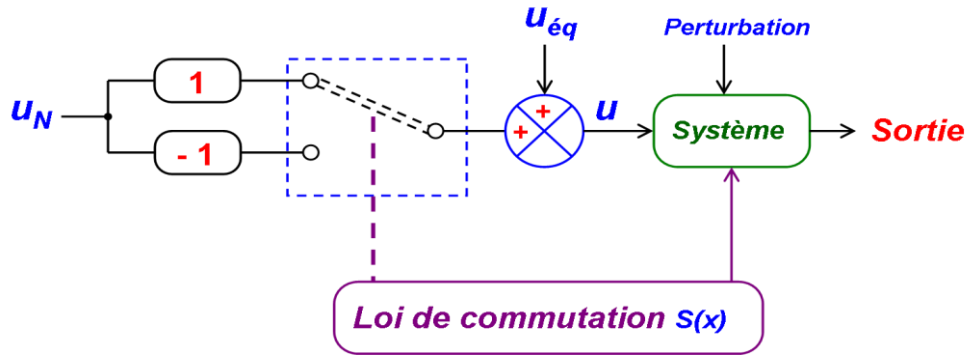 u_éq
Perturbation
1
u_N
+
+
u
Système
Sortie
- 1
Loi de commutation S(x)